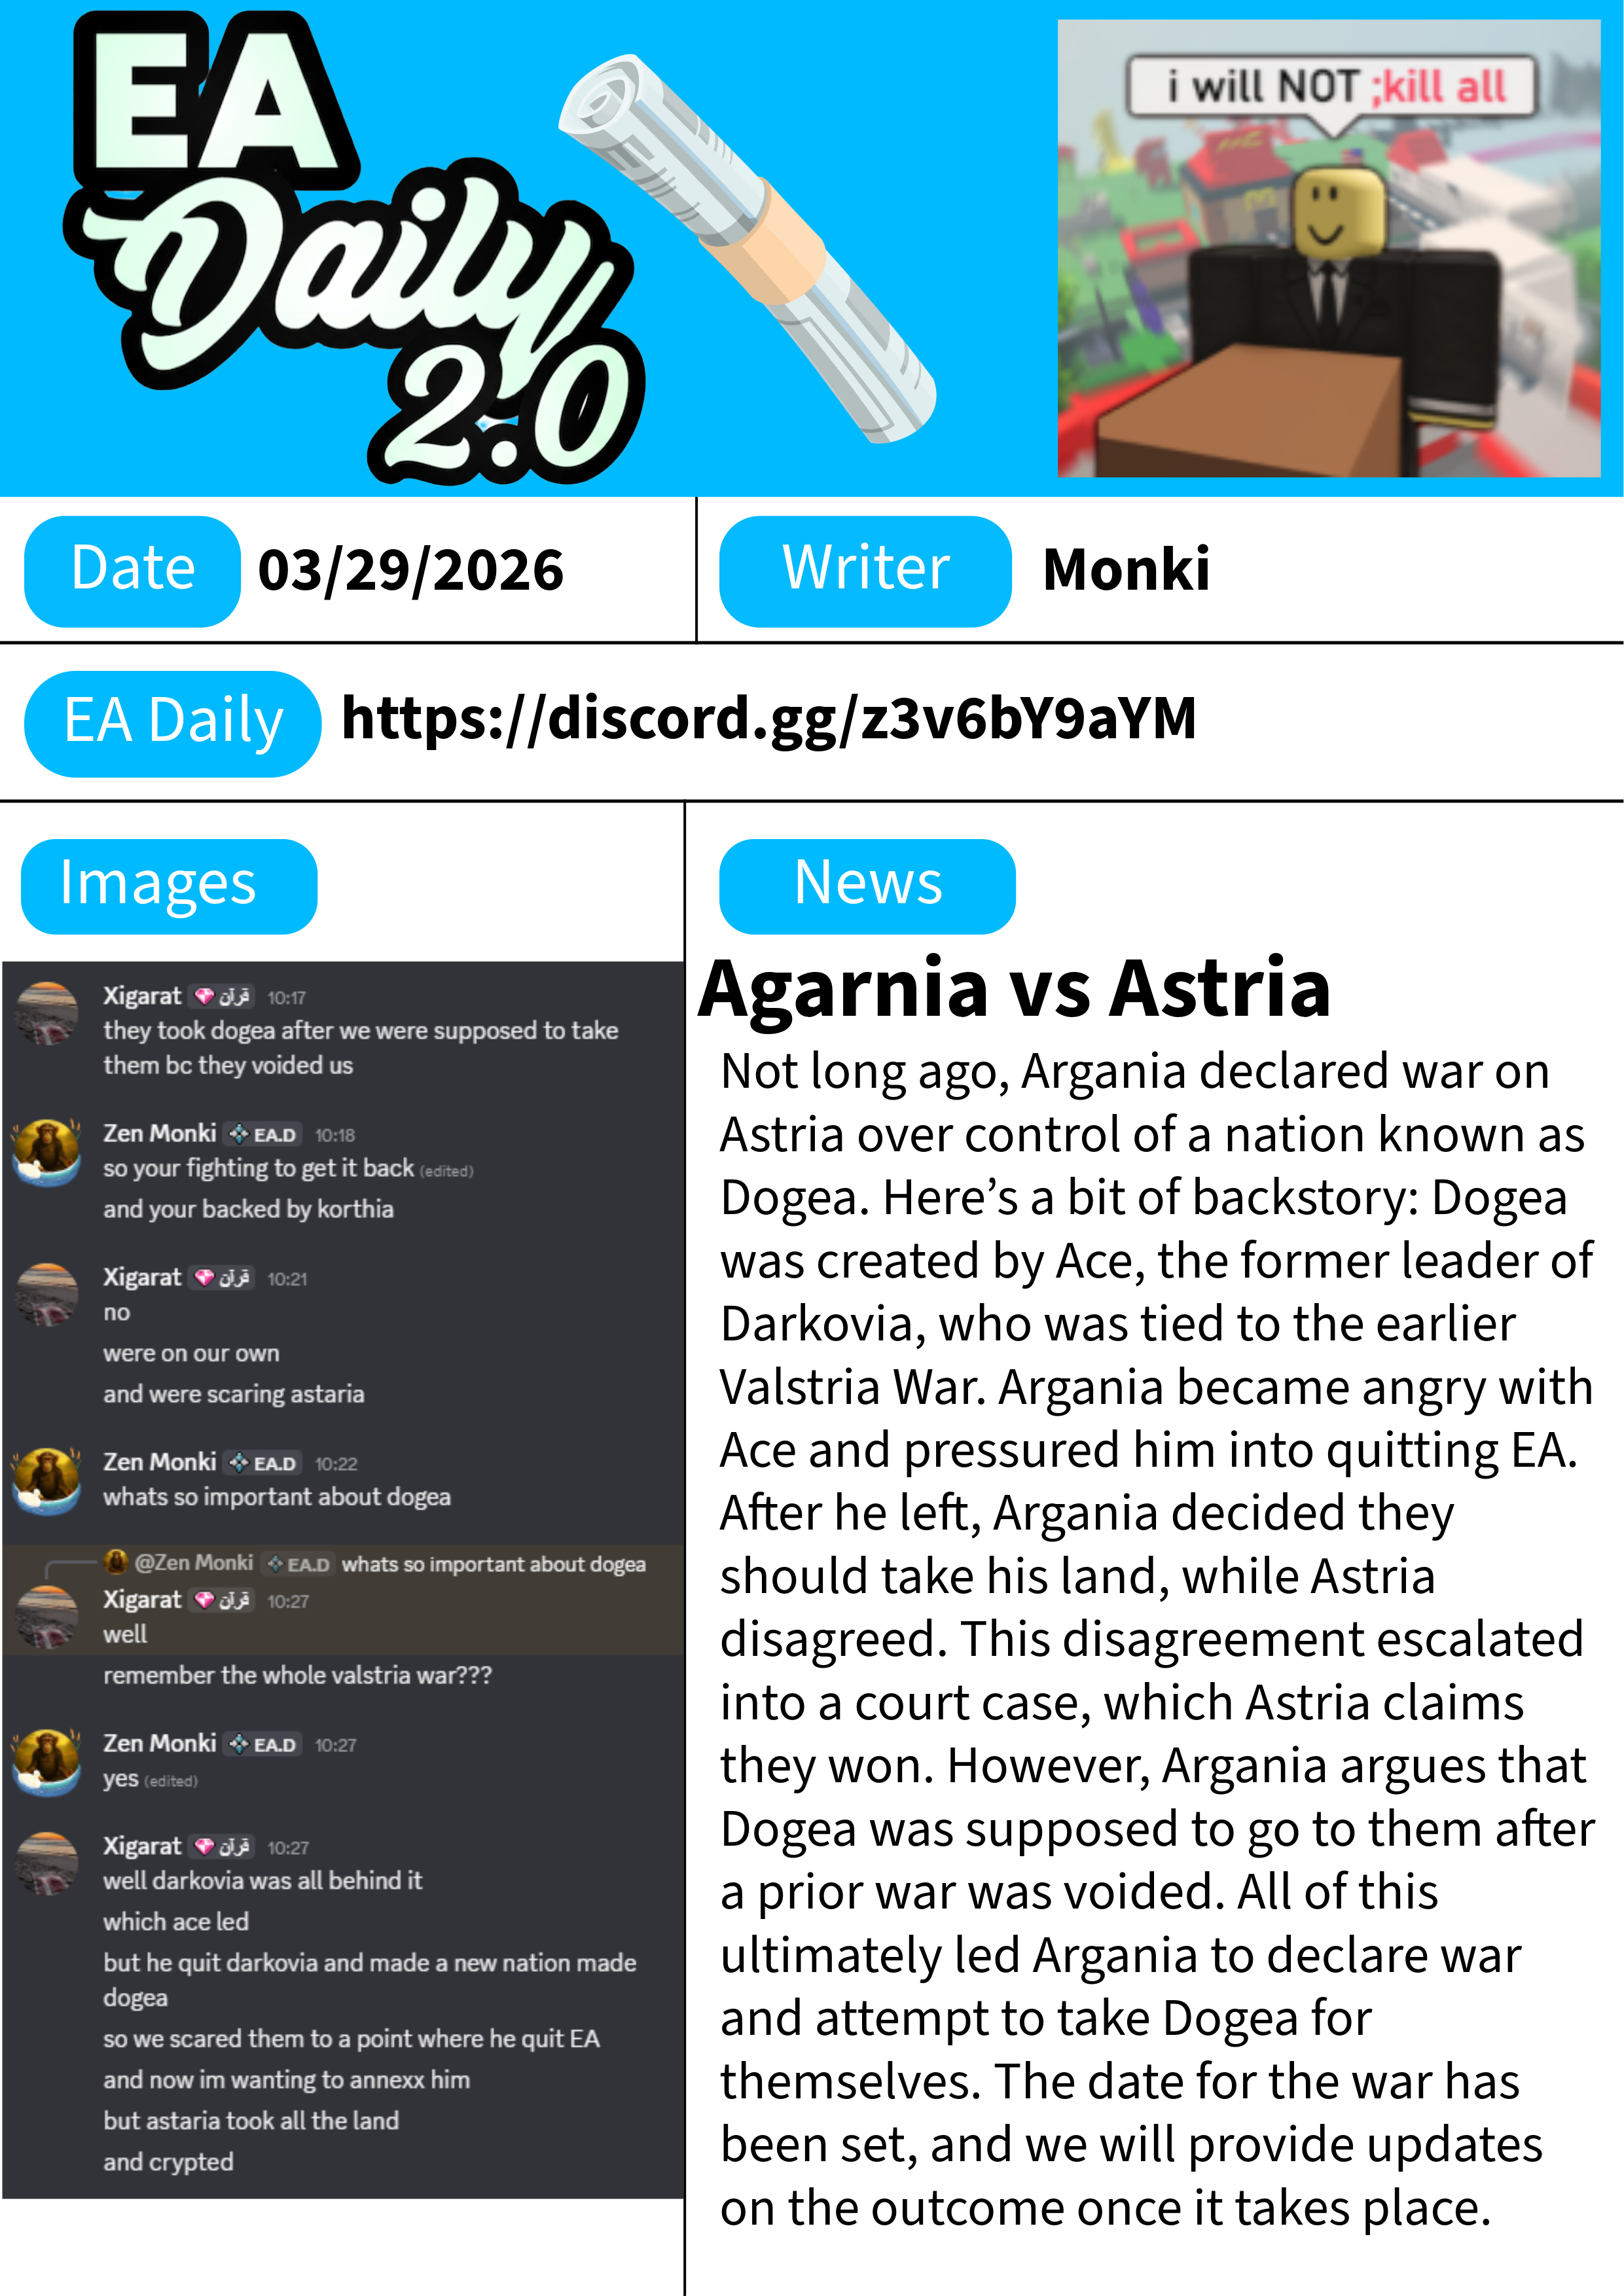 EA
Daily
2.0
i will NOT ;kill all
Date
03/29/2026
Writer
Monki
EA Daily
https://discord.gg/z3v6bY9aYM
Images
Xigarat قرآن 10:17
they took dogea after we were supposed to take
them bc they voided us
Zen Monki EA.D 10:18
so your fighting to get it back (edited)
and your backed by korthia
Xigarat قرآن 10:21
no
were on our own
and were scaring astaria
Zen Monki EA.D 10:22
whats so important about dogea
@Zen Monki EA.D whats so important about dogea
Xigarat قرآن 10:27
well
remember the whole valstria war???
Zen Monki EA.D 10:27
yes (edited)
Xigarat قرآن 10:27
well darkovia was all behind it
which ace led
but he quit darkovia and made a new nation made
dogea
so we scared them to a point where he quit EA
and now im wanting to annexx him
but astaria took all the land
and crypted
News
Agarnia vs Astria
Not long ago, Argania declared war on
Astria over control of a nation known as
Dogea. Here’s a bit of backstory: Dogea
was created by Ace, the former leader of
Darkovia, who was tied to the earlier
Valstria War. Argania became angry with
Ace and pressured him into quitting EA.
After he left, Argania decided they
should take his land, while Astria
disagreed. This disagreement escalated
into a court case, which Astria claims
they won. However, Argania argues that
Dogea was supposed to go to them after
a prior war was voided. All of this
ultimately led Argania to declare war
and attempt to take Dogea for
themselves. The date for the war has
been set, and we will provide updates
on the outcome once it takes place.